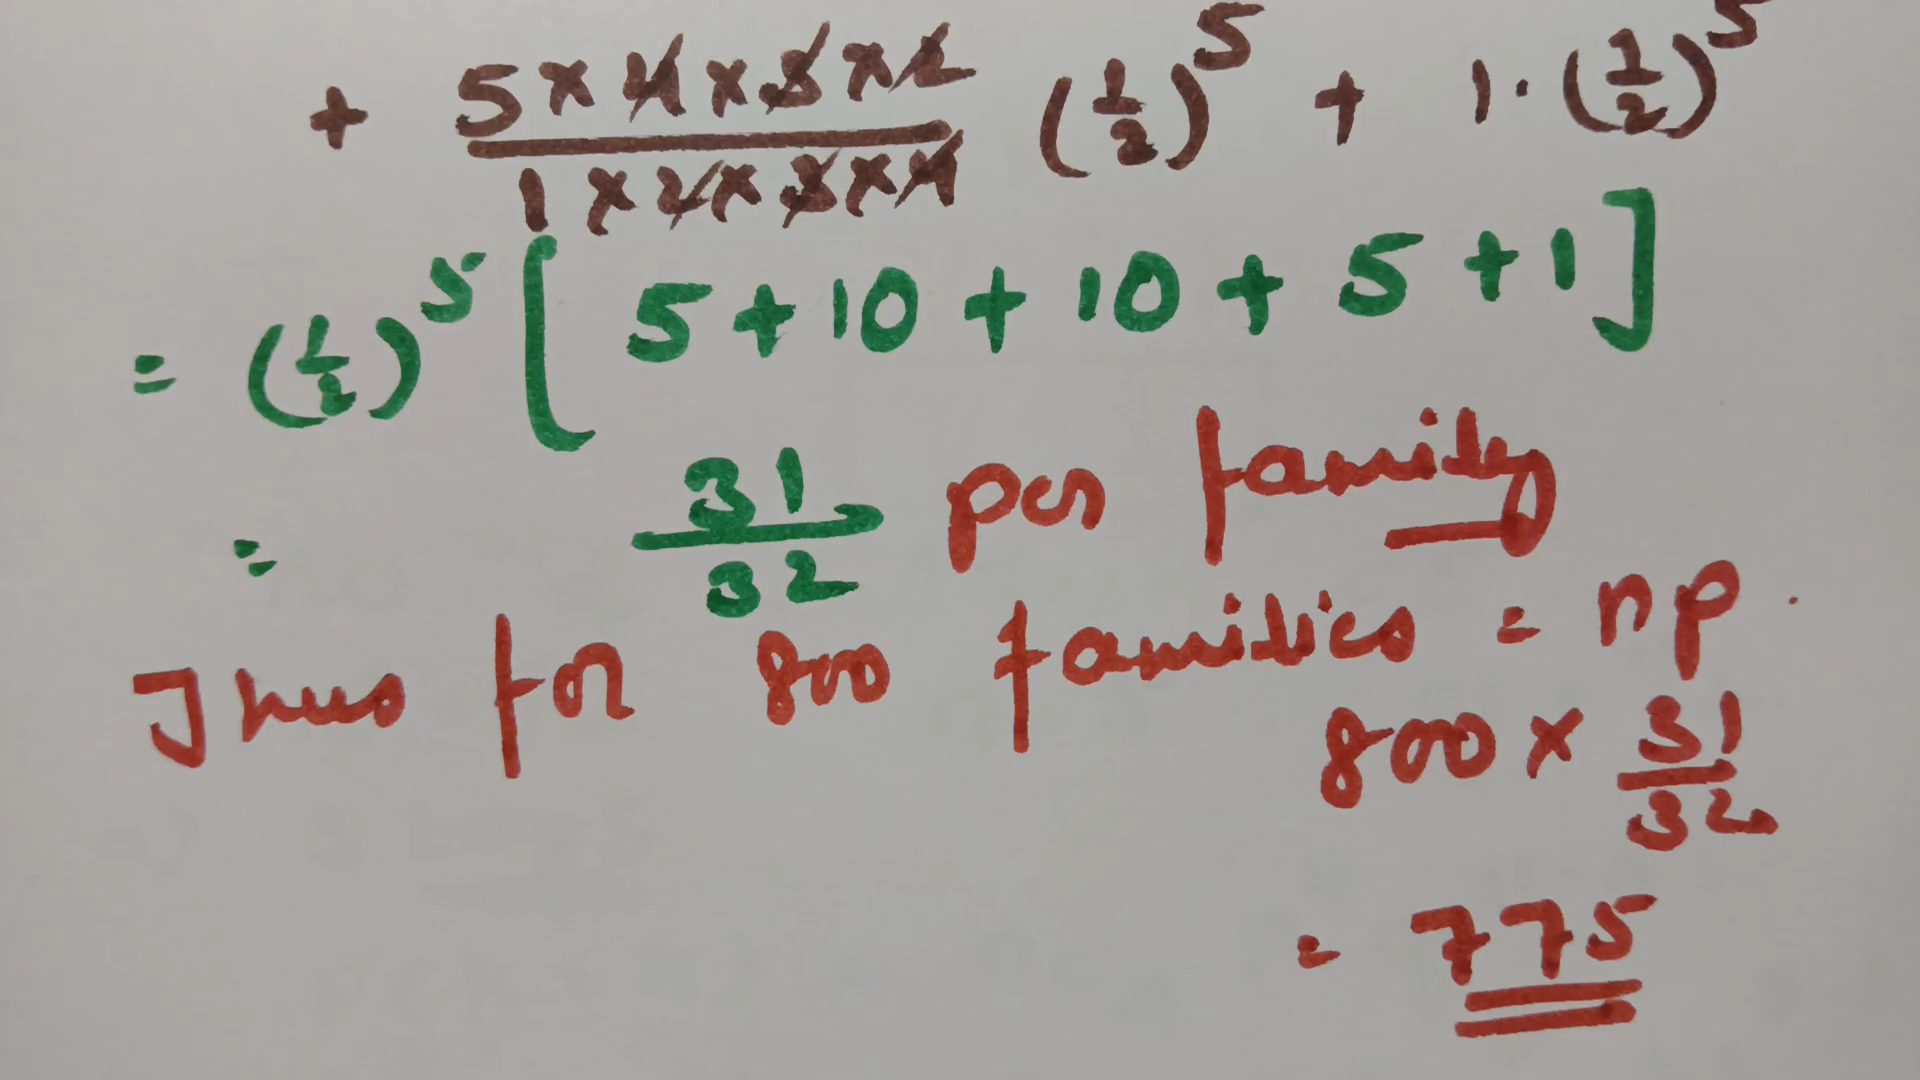 + 5×4×3×2 / 1×2×3×4 (1/2)^5 + 1·(1/2)^5
= (1/2)^5 [ 5 + 10 + 10 + 5 + 1 ]
= 31/32 per family
Thus for 800 families = np.
800 × 31/32
= 775